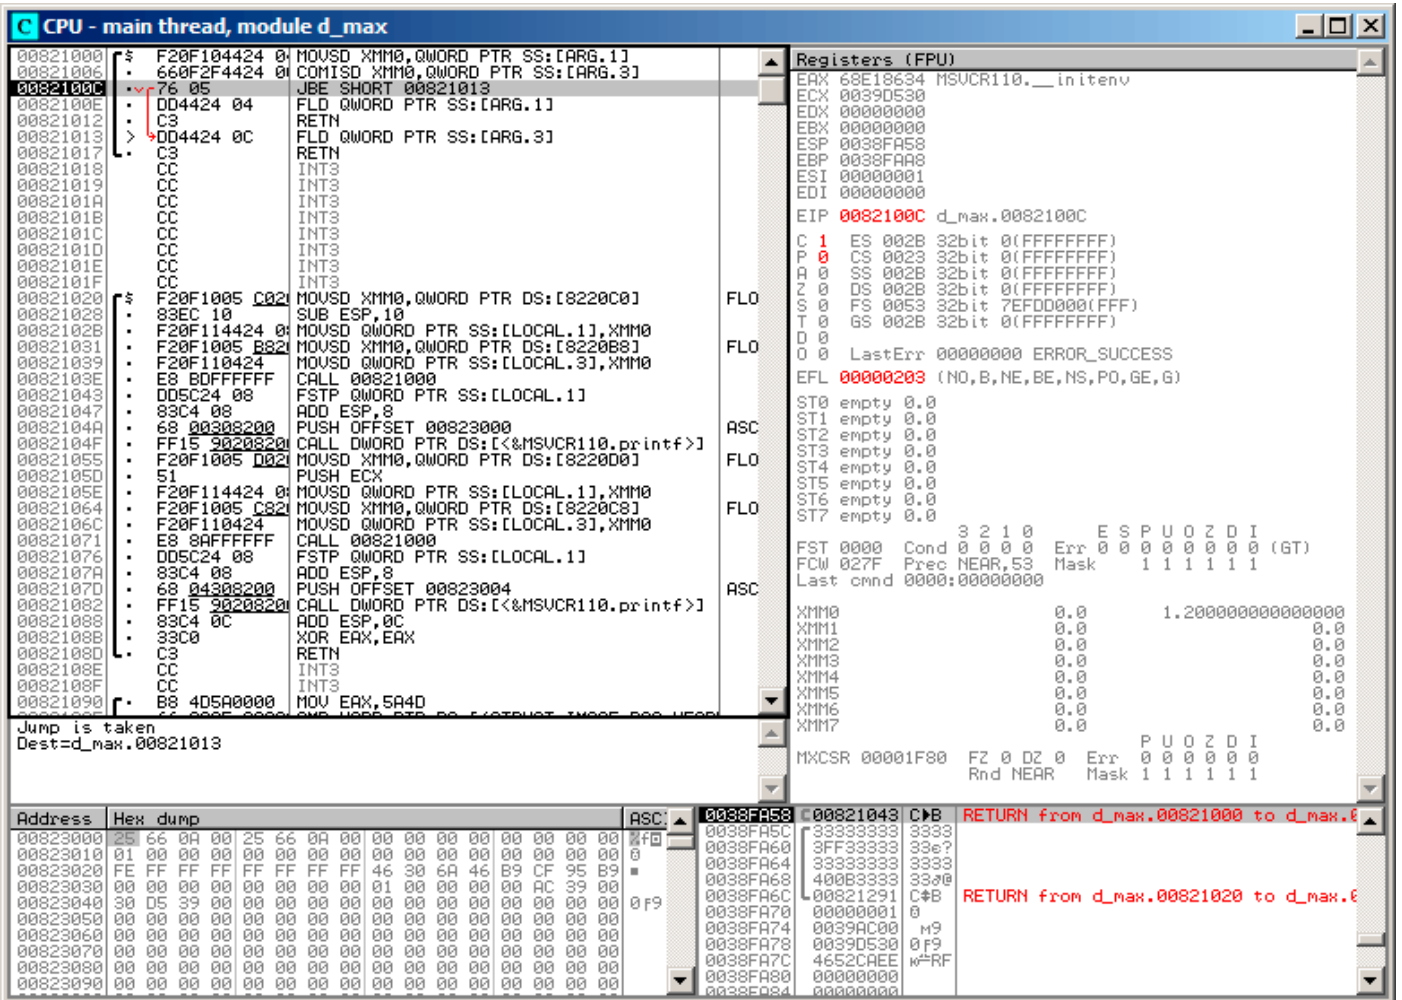 C CPU - main thread, module d_max
00821000 $ F20F104424 0 MOVSD XMM0,QWORD PTR SS:[ARG.1]
00821006 . 660F2F4424 0 COMISD XMM0,QWORD PTR SS:[ARG.3]
0082100C . 76 05 JBE SHORT 00821013
0082100E . DD4424 04 FLD QWORD PTR SS:[ARG.1]
00821012 . C3 RETN
00821013 > DD4424 0C FLD QWORD PTR SS:[ARG.3]
00821017 . C3 RETN
00821018 CC INT3
00821019 CC INT3
0082101A CC INT3
0082101B CC INT3
0082101C CC INT3
0082101D CC INT3
0082101E CC INT3
0082101F CC INT3
00821020 $ F20F1005 C02 MOVSD XMM0,QWORD PTR DS:[8220C0] FLO
00821028 . 83EC 10 SUB ESP,10
0082102B . F20F114424 0 MOVSD QWORD PTR SS:[LOCAL.1],XMM0
00821031 . F20F1005 B82 MOVSD XMM0,QWORD PTR DS:[8220B8] FLO
00821039 . F20F110424 MOVSD QWORD PTR SS:[LOCAL.3],XMM0
0082103E . E8 BDFFFFFF CALL 00821000
00821043 . DD5C24 08 FSTP QWORD PTR SS:[LOCAL.1]
00821047 . 83C4 08 ADD ESP,8
0082104A . 68 00308200 PUSH OFFSET 00823000 ASC
0082104F . FF15 9020820 CALL DWORD PTR DS:[<&MSVCR110.printf>]
00821055 . F20F1005 D02 MOVSD XMM0,QWORD PTR DS:[8220D0] FLO
0082105D . 51 PUSH ECX
0082105E . F20F114424 0 MOVSD QWORD PTR SS:[LOCAL.1],XMM0
00821064 . F20F1005 C82 MOVSD XMM0,QWORD PTR DS:[8220C8] FLO
0082106C . F20F110424 MOVSD QWORD PTR SS:[LOCAL.3],XMM0
00821071 . E8 8AFFFFFF CALL 00821000
00821076 . DD5C24 08 FSTP QWORD PTR SS:[LOCAL.1]
0082107A . 83C4 08 ADD ESP,8
0082107D . 68 04308200 PUSH OFFSET 00823004 ASC
00821082 . FF15 9020820 CALL DWORD PTR DS:[<&MSVCR110.printf>]
00821088 . 83C4 0C ADD ESP,0C
0082108B . 33C0 XOR EAX,EAX
0082108D . C3 RETN
0082108E CC INT3
0082108F CC INT3
00821090 . B8 4D5A0000 MOV EAX,5A4D
Jump is taken
Dest=d_max.00821013
Registers (FPU)
EAX 68E18634 MSVCR110.__initenv
ECX 0039D530
EDX 00000000
EBX 00000000
ESP 0038FA58
EBP 0038FAA8
ESI 00000001
EDI 00000000
EIP 0082100C d_max.0082100C
C 1 ES 002B 32bit 0(FFFFFFFF)
P 0 CS 0023 32bit 0(FFFFFFFF)
A 0 SS 002B 32bit 0(FFFFFFFF)
Z 0 DS 002B 32bit 0(FFFFFFFF)
S 0 FS 0053 32bit 7EFDD000(FFF)
T 0 GS 002B 32bit 0(FFFFFFFF)
D 0
O 0 LastErr 00000000 ERROR_SUCCESS
EFL 00000203 (NO,B,NE,BE,NS,PO,GE,G)
ST0 empty 0.0
ST1 empty 0.0
ST2 empty 0.0
ST3 empty 0.0
ST4 empty 0.0
ST5 empty 0.0
ST6 empty 0.0
ST7 empty 0.0
3 2 1 0 E S P U O Z D I
FST 0000 Cond 0 0 0 0 Err 0 0 0 0 0 0 0 0 (GT)
FCW 027F Prec NEAR,53 Mask 1 1 1 1 1 1
Last cmnd 0000:00000000
XMM0 0.0 1.200000000000000
XMM1 0.0 0.0
XMM2 0.0 0.0
XMM3 0.0 0.0
XMM4 0.0 0.0
XMM5 0.0 0.0
XMM6 0.0 0.0
XMM7 0.0 0.0
P U O Z D I
MXCSR 00001F80 FZ 0 DZ 0 Err 0 0 0 0 0 0
Rnd NEAR Mask 1 1 1 1 1 1
Address Hex dump ASC
00823000 25 66 0A 00 25 66 0A 00 00 00 00 00 00 00 00 00 %f
00823010 01 00 00 00 00 00 00 00 00 00 00 00 00 00 00 00
00823020 FE FF FF FF FF FF FF FF 46 30 6A 46 B9 CF 95 B9
00823030 00 00 00 00 00 00 00 00 01 00 00 00 00 AC 39 00
00823040 30 D5 39 00 00 00 00 00 00 00 00 00 00 00 00 00 0 9
00823050 00 00 00 00 00 00 00 00 00 00 00 00 00 00 00 00
00823060 00 00 00 00 00 00 00 00 00 00 00 00 00 00 00 00
00823070 00 00 00 00 00 00 00 00 00 00 00 00 00 00 00 00
00823080 00 00 00 00 00 00 00 00 00 00 00 00 00 00 00 00
00823090 00 00 00 00 00 00 00 00 00 00 00 00 00 00 00 00
0038FA58 00821043 C►B RETURN from d_max.00821000 to d_max.
0038FA5C 33333333 3333
0038FA60 3FF33333 33e?
0038FA64 33333333 3333
0038FA68 400B3333 33♂@
0038FA6C 00821291 B RETURN from d_max.00821020 to d_max.
0038FA70 00000001
0038FA74 0039AC00 9
0038FA78 0039D530 0 9
0038FA7C 4652CAEE RF
0038FA80 00000000
0038FA84 00000000